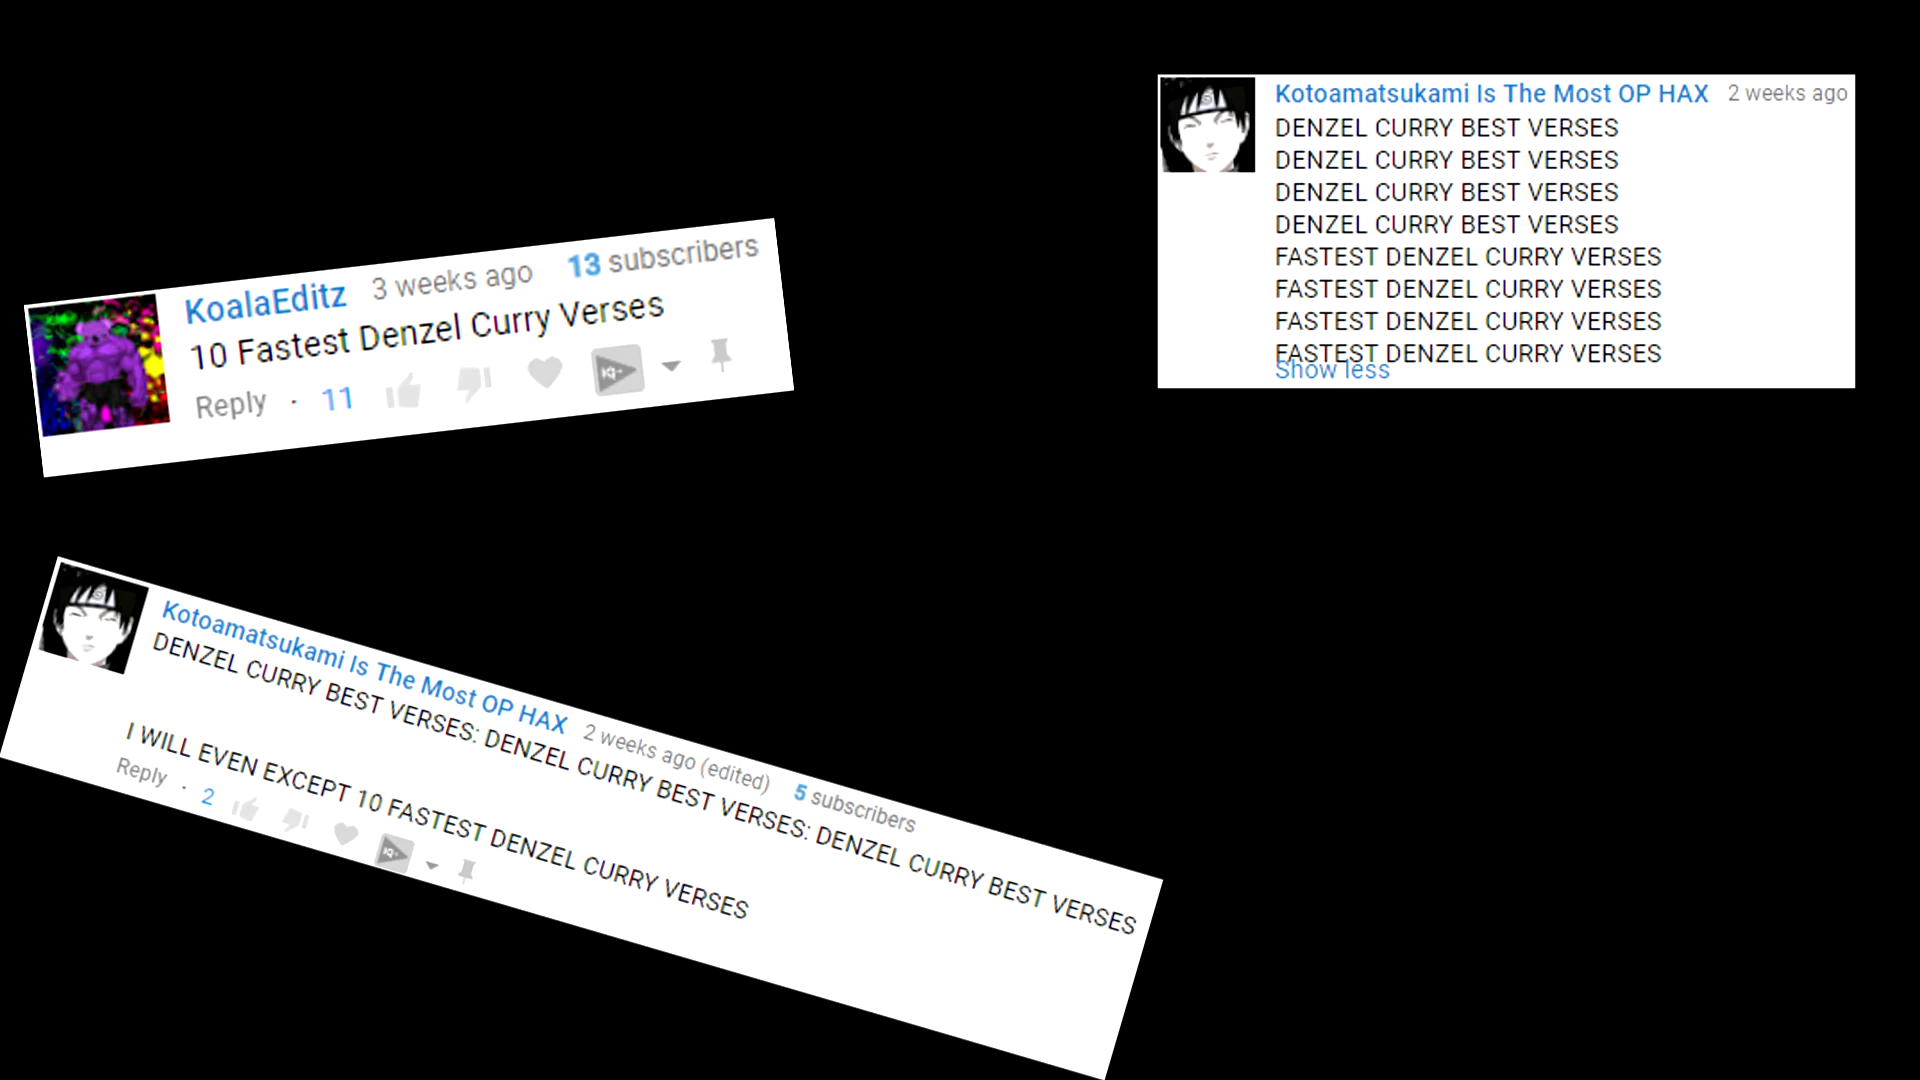 KoalaEditz 3 weeks ago 13 subscribers
10 Fastest Denzel Curry Verses
Reply · 11
Kotoamatsukami Is The Most OP HAX 2 weeks ago
DENZEL CURRY BEST VERSES
DENZEL CURRY BEST VERSES
DENZEL CURRY BEST VERSES
DENZEL CURRY BEST VERSES
FASTEST DENZEL CURRY VERSES
FASTEST DENZEL CURRY VERSES
FASTEST DENZEL CURRY VERSES
FASTEST DENZEL CURRY VERSES
Show less
Kotoamatsukami Is The Most OP HAX 2 weeks ago (edited) 5 subscribers
DENZEL CURRY BEST VERSES: DENZEL CURRY BEST VERSES: DENZEL CURRY BEST VERSES
I WILL EVEN EXCEPT 10 FASTEST DENZEL CURRY VERSES
Reply · 2